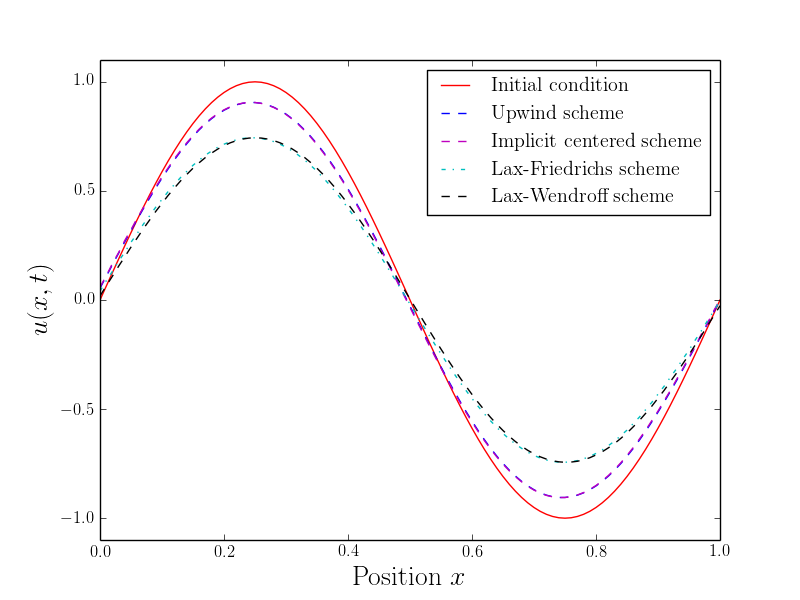 1.0
0.5
0.0
−0.5
−1.0
u(x, t)
Initial condition
Upwind scheme
Implicit centered scheme
Lax-Friedrichs scheme
Lax-Wendroff scheme
0.0 0.2 0.4 0.6 0.8 1.0
Position x